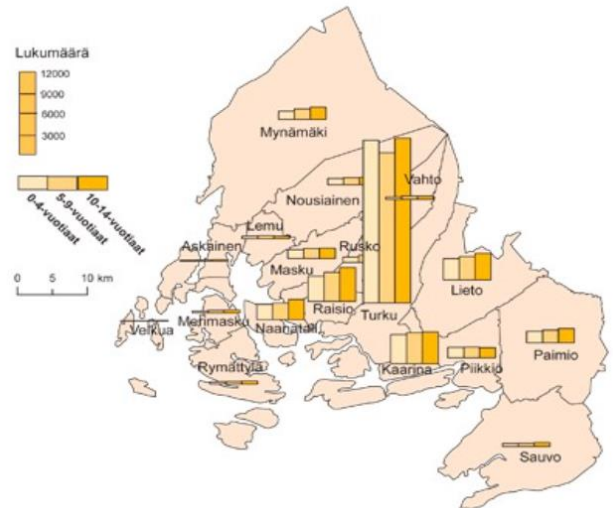 Lukumäärä
12000
9000
6000
3000
0-4-vuotiaat
5-9-vuotiaat
10-14-vuotiaat
0 5 10 km
Mynämäki
Nousiainen
Vahto
Lemu
Askainen
Rusko
Masku
Lieto
Raisio
Turku
Naantali
Merimasku
Velkua
Paimio
Kaarina
Piikkiö
Rymättylä
Sauvo